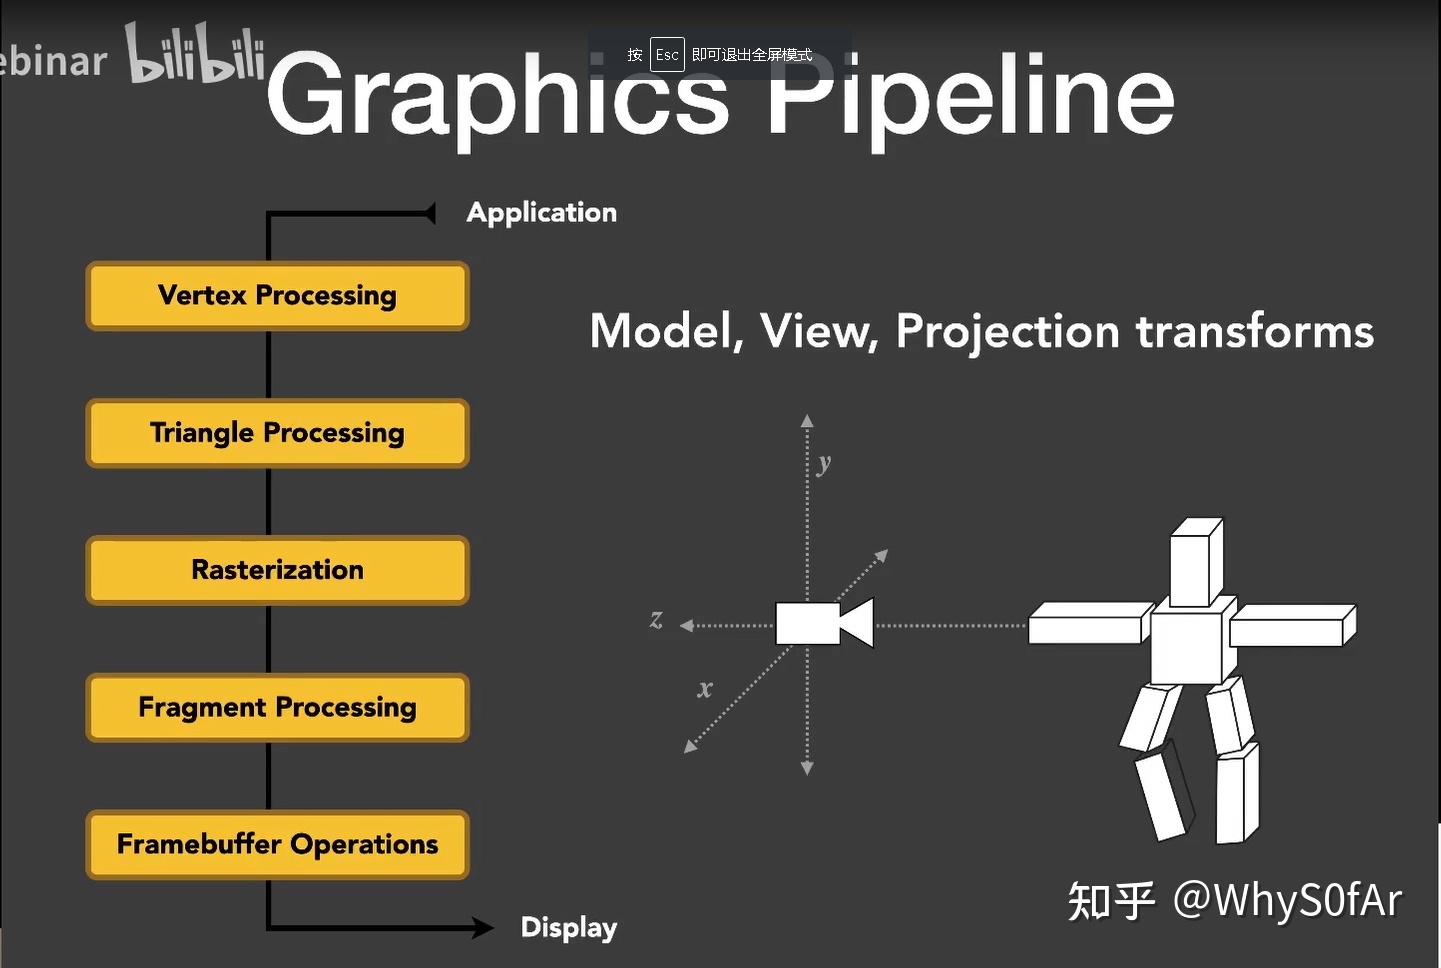 ebinar bilibili
按 Esc 即可退出全屏模式
Graphics Pipeline
Application
Vertex Processing
Triangle Processing
Rasterization
Fragment Processing
Framebuffer Operations
Display
Model, View, Projection transforms
y
z
x
知乎 @WhyS0fAr